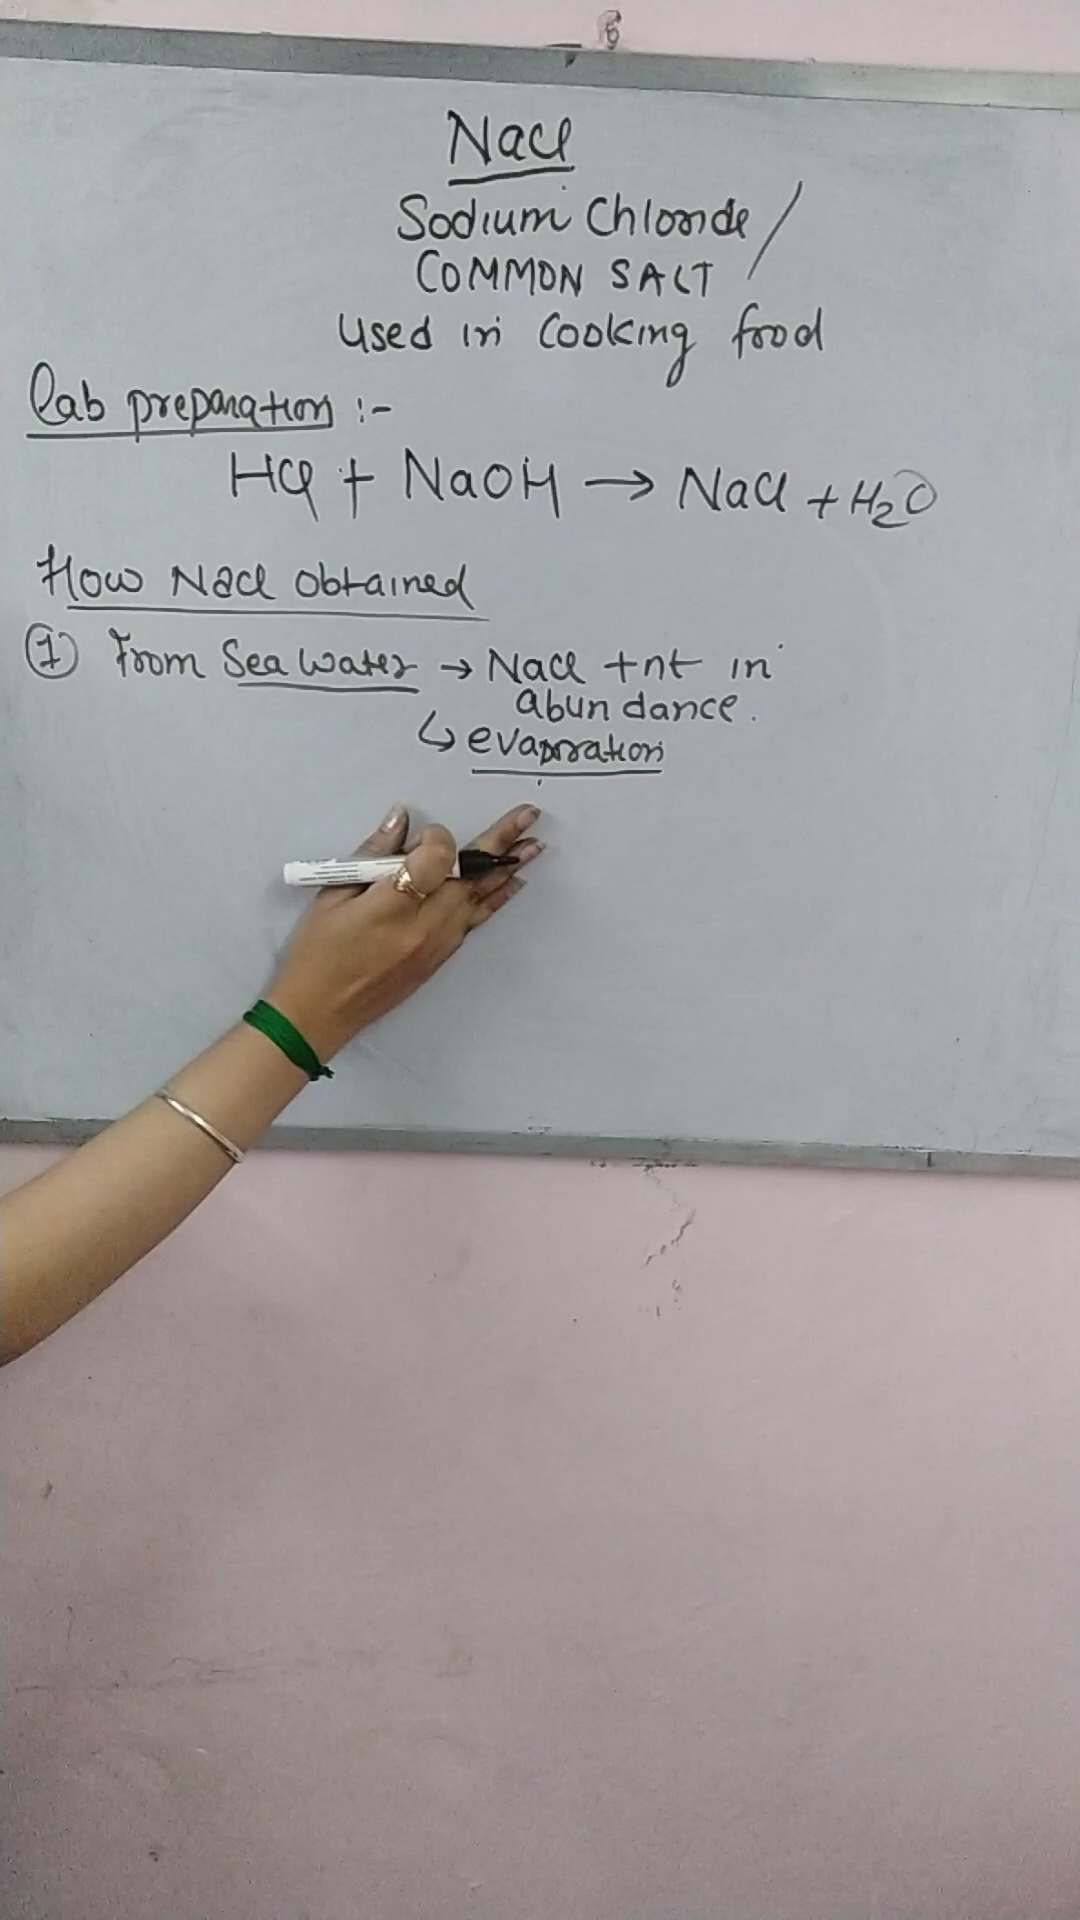 NaCl
Sodium Chloride /
COMMON SALT
Used in Cooking food
Lab preparation :-
HCl + NaOH → NaCl + H₂O
How NaCl Obtained
① From Sea Water → NaCl +nt in
abundance.
↳ evaporation